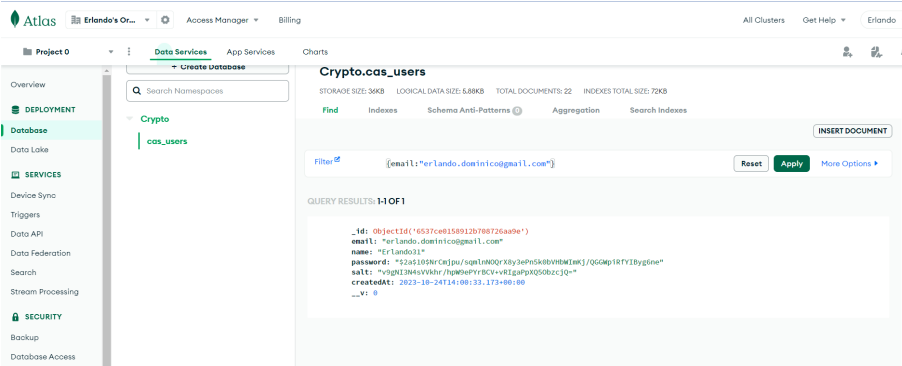 Atlas Erlando's Or... Access Manager Billing All Clusters Get Help Erlando
Project 0 Data Services App Services Charts
Overview
DEPLOYMENT
Database
Data Lake
SERVICES
Device Sync
Triggers
Data API
Data Federation
Search
Stream Processing
SECURITY
Backup
Database Access
+ Create Database
Search Namespaces
Crypto
cas_users
Crypto.cas_users
STORAGE SIZE: 36KB LOGICAL DATA SIZE: 5.88KB TOTAL DOCUMENTS: 22 INDEXES TOTAL SIZE: 72KB
Find Indexes Schema Anti-Patterns 0 Aggregation Search Indexes
INSERT DOCUMENT
Filter {email:"erlando.dominico@gmail.com"} Reset Apply More Options
QUERY RESULTS: 1-1 OF 1
_id: ObjectId('6537ce0158912b708726aa9e')
email: "erlando.dominico@gmail.com"
name: "Erlando31"
password: "$2a$10$NrCmjpu/sqmlnNOQrX8y3ePnSk0bVHbWImKj/QGGWpiRfYIByg6ne"
salt: "v9gNI3N4sVVkhr/hpW9ePYrBCV+vRIgaPpXQ5ObzcjQ="
createdAt: 2023-10-24T14:00:33.173+00:00
__v: 0